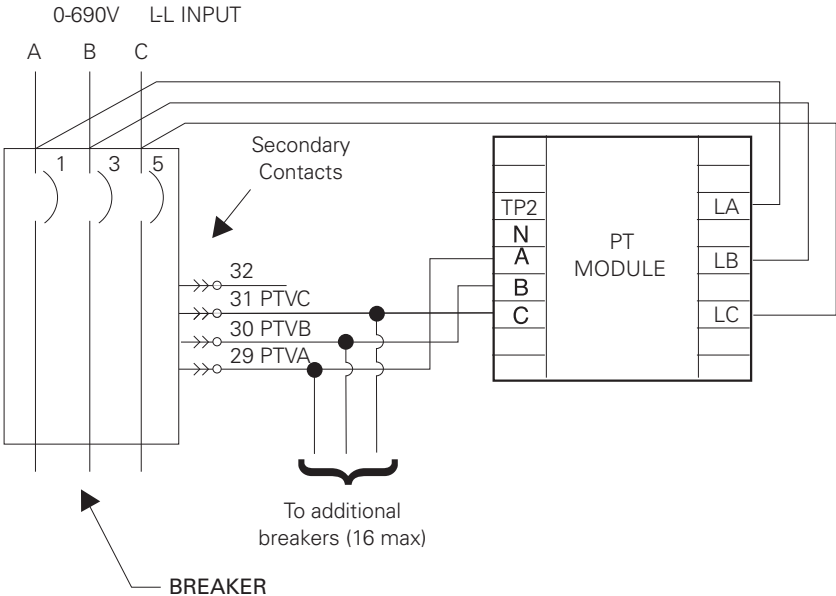 0-690V L-L INPUT
A B C
1 3 5
Secondary
Contacts
32
31 PTVC
30 PTVB
29 PTVA
TP2
N
A
B
C
PT
MODULE
LA
LB
LC
To additional
breakers (16 max)
BREAKER